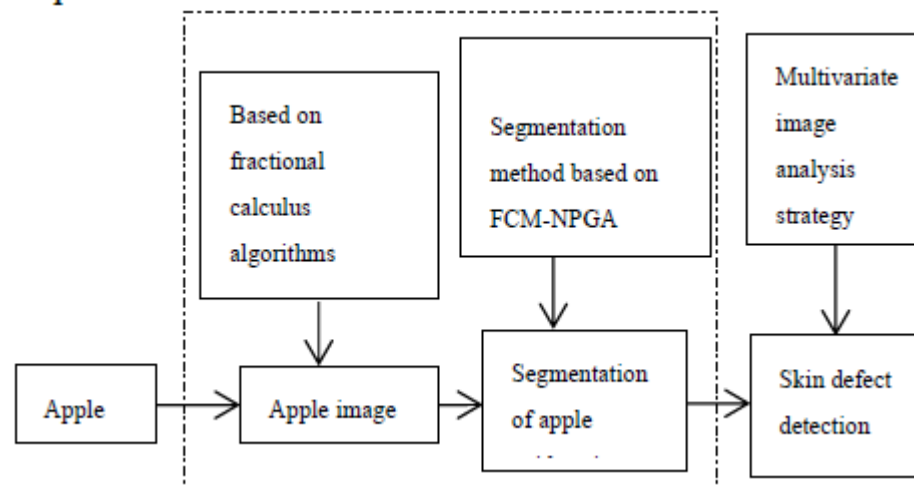 Based on
fractional
calculus
algorithms
Segmentation
method based on
FCM-NPGA
Multivariate
image
analysis
strategy
Apple
Apple image
Segmentation
of apple
Skin defect
detection